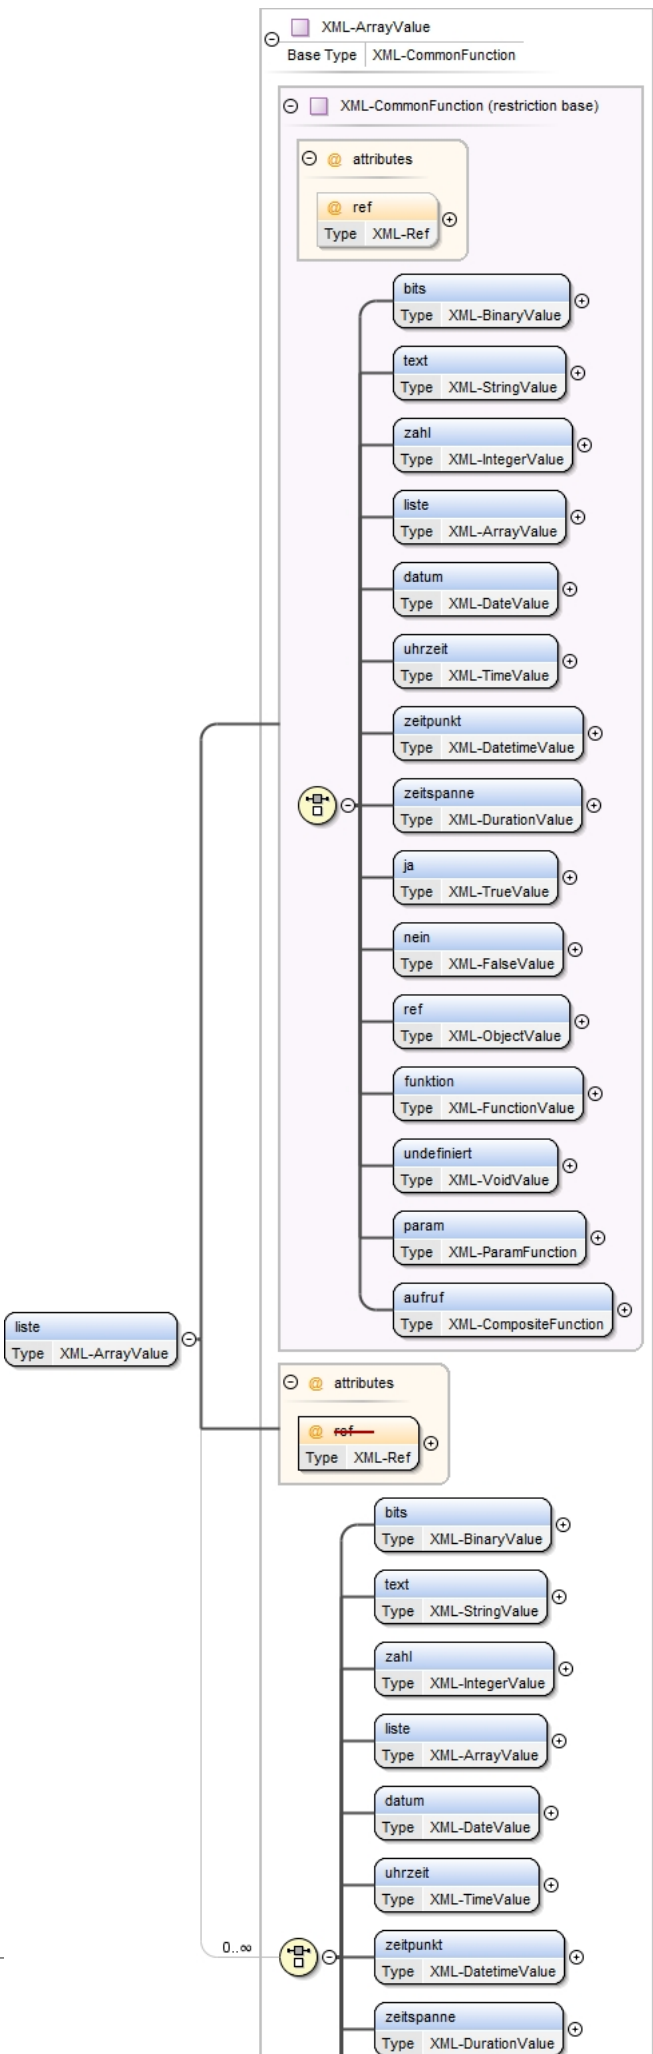 XML-ArrayValue
Base Type XML-CommonFunction
XML-CommonFunction (restriction base)
@ attributes
@ ref
Type XML-Ref
bits
Type XML-BinaryValue
text
Type XML-StringValue
zahl
Type XML-IntegerValue
liste
Type XML-ArrayValue
datum
Type XML-DateValue
uhrzeit
Type XML-TimeValue
zeitpunkt
Type XML-DatetimeValue
zeitspanne
Type XML-DurationValue
ja
Type XML-TrueValue
nein
Type XML-FalseValue
ref
Type XML-ObjectValue
funktion
Type XML-FunctionValue
undefiniert
Type XML-VoidValue
param
Type XML-ParamFunction
aufruf
Type XML-CompositeFunction
liste
Type XML-ArrayValue
@ attributes
@ ref
Type XML-Ref
bits
Type XML-BinaryValue
text
Type XML-StringValue
zahl
Type XML-IntegerValue
liste
Type XML-ArrayValue
datum
Type XML-DateValue
uhrzeit
Type XML-TimeValue
0..∞
zeitpunkt
Type XML-DatetimeValue
zeitspanne
Type XML-DurationValue